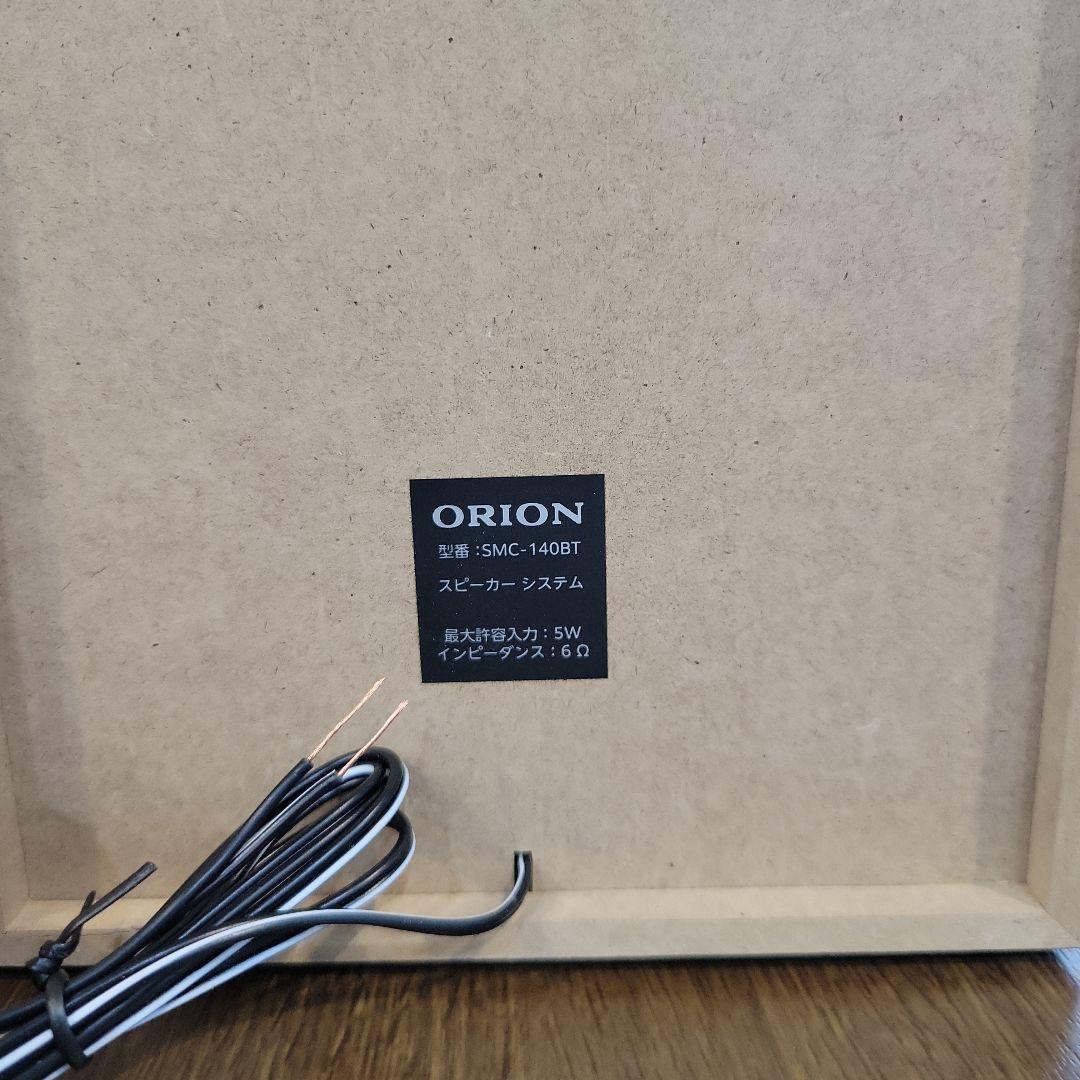 ORION
型番：SMC-140BT
スピーカー システム
最大許容入力：5W
インピーダンス：6Ω